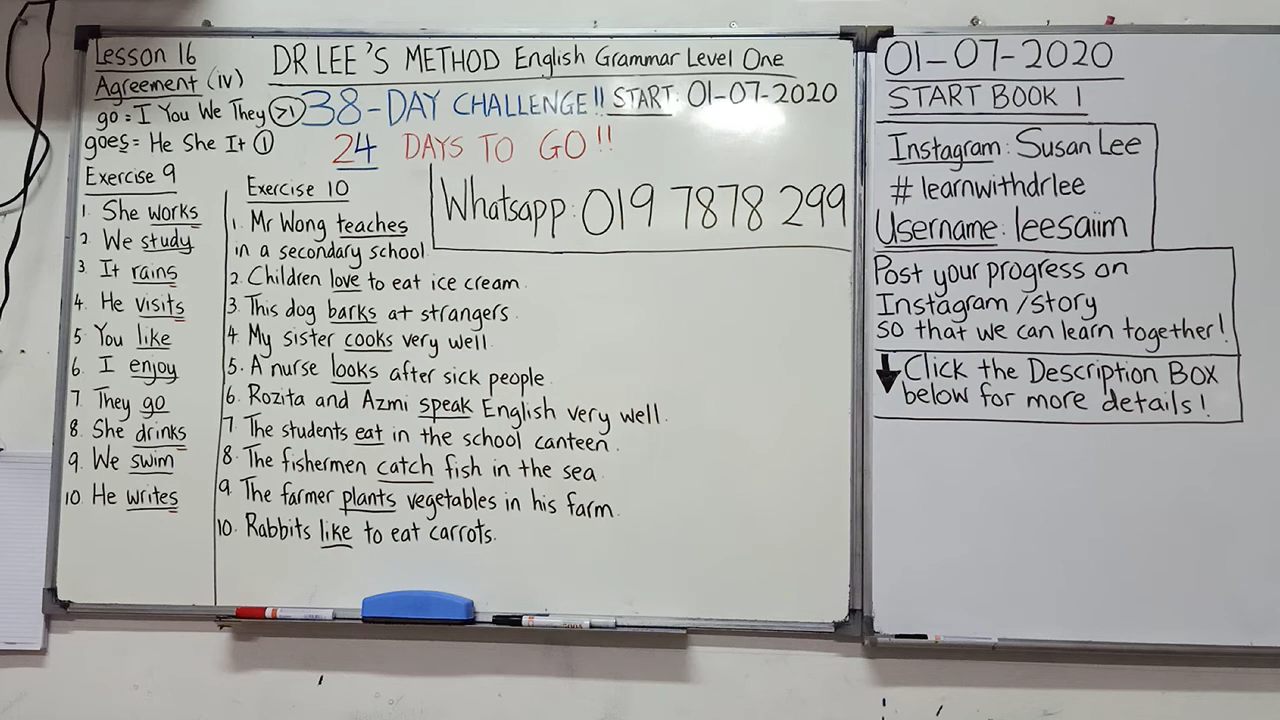 Lesson 16
Agreement (iv)
go = I You We They >1
goes = He She It 1
DR LEE'S METHOD English Grammar Level One
38-DAY CHALLENGE!! START: 01-07-2020
24 DAYS TO GO!!
Whatsapp: 019 7878 299
Exercise 9
1. She works
2. We study
3. It rains
4. He visits
5. You like
6. I enjoy
7. They go
8. She drinks
9. We swim
10. He writes
Exercise 10
1. Mr Wong teaches
in a secondary school
2. Children love to eat ice cream.
3. This dog barks at strangers.
4. My sister cooks very well.
5. A nurse looks after sick people.
6. Rozita and Azmi speak English very well.
7. The students eat in the school canteen.
8. The fishermen catch fish in the sea.
9. The farmer plants vegetables in his farm.
10. Rabbits like to eat carrots.
01-07-2020
START BOOK 1
Instagram: Susan Lee
# learnwithdrlee
Username: leesaiim
Post your progress on
Instagram /story
so that we can learn together!
Click the Description Box
below for more details!